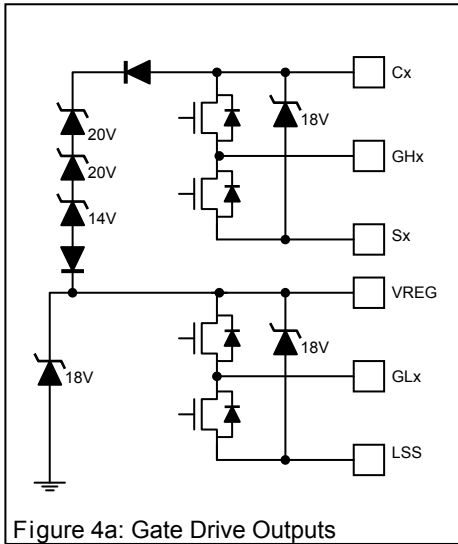 Cx
20V
18V
20V
GHx
14V
Sx
VREG
18V
18V
GLx
LSS
Figure 4a: Gate Drive Outputs